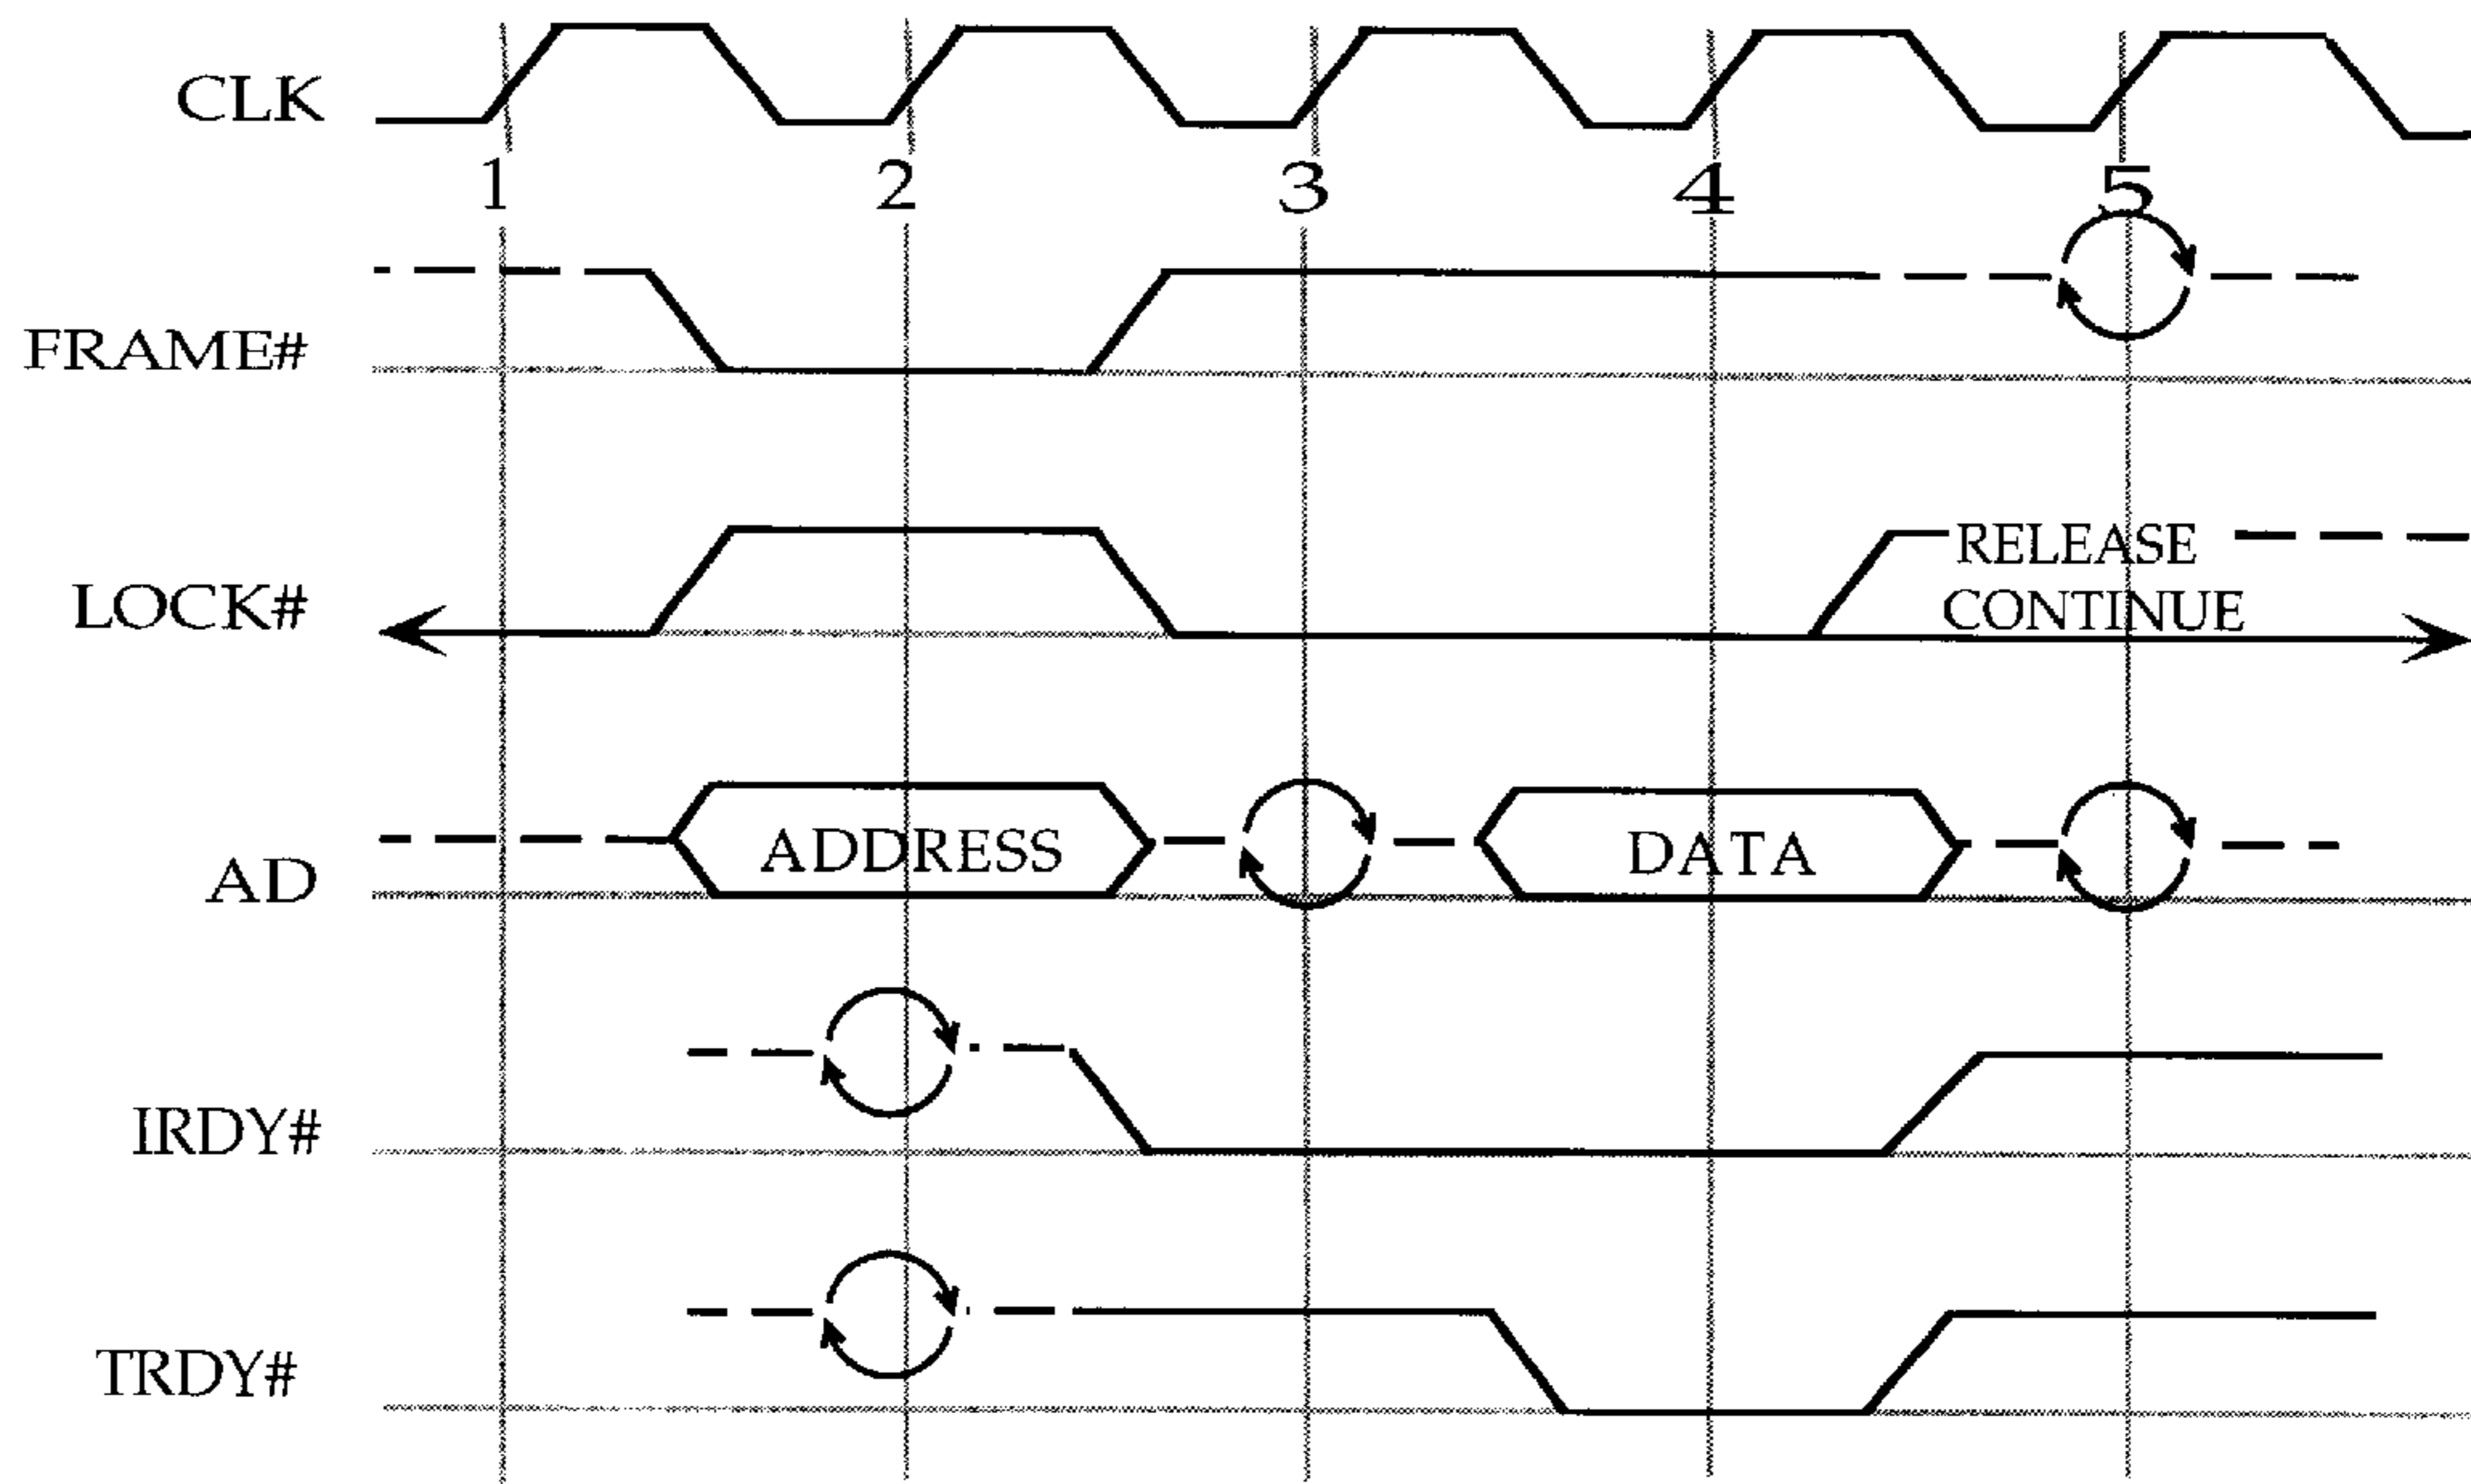 CLK
1 2 3 4 5
FRAME#
LOCK#
RELEASE
CONTINUE
AD
ADDRESS
DATA
IRDY#
TRDY#